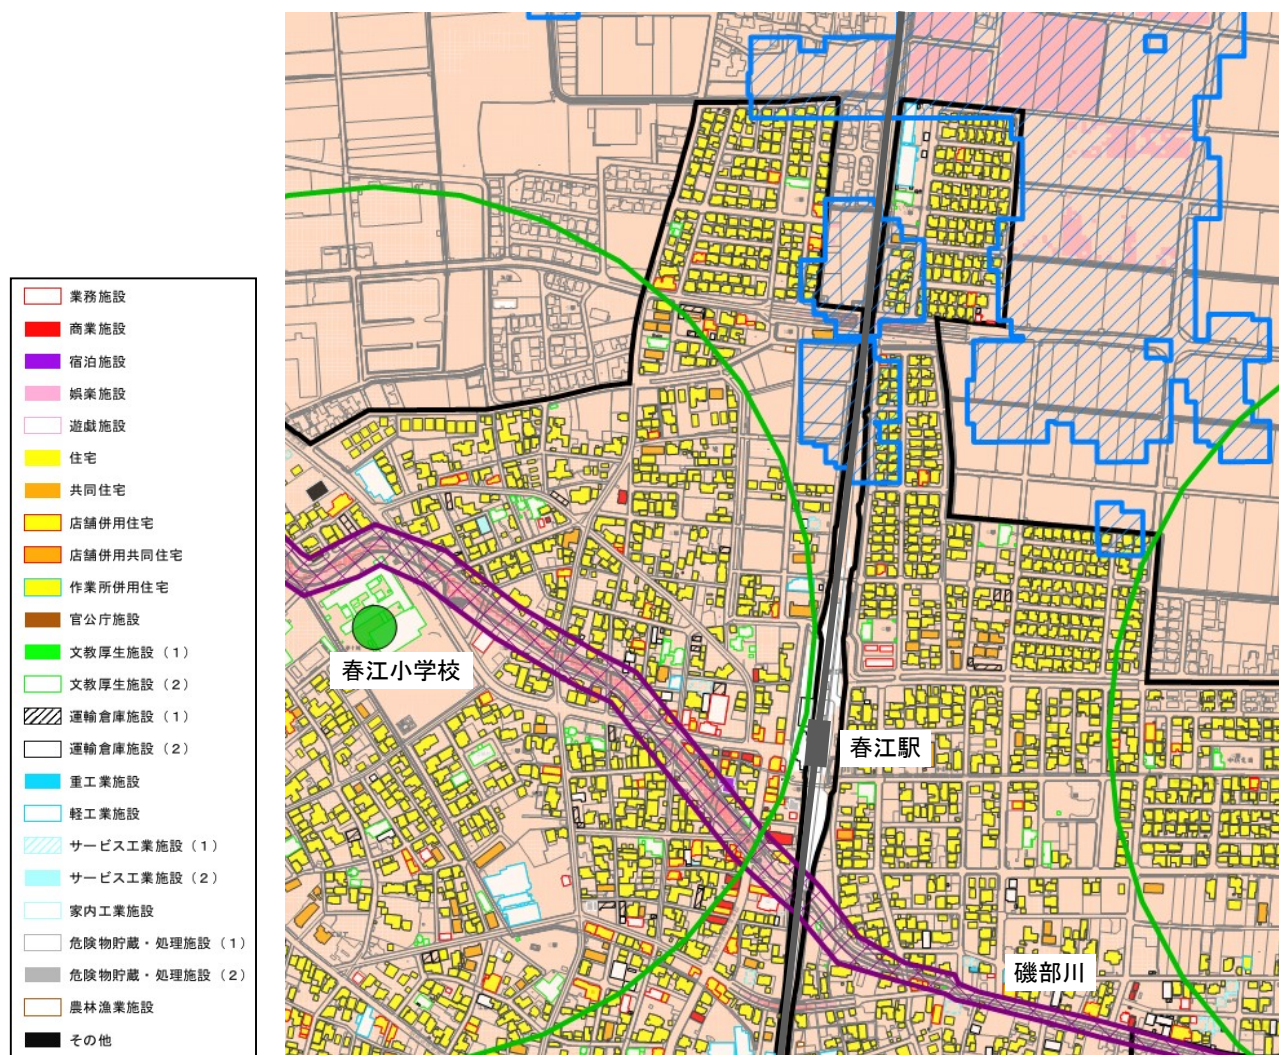 業務施設
商業施設
宿泊施設
娯楽施設
遊戯施設
住宅
共同住宅
店舗併用住宅
店舗併用共同住宅
作業所併用住宅
官公庁施設
文教厚生施設（１）
文教厚生施設（２）
運輸倉庫施設（１）
運輸倉庫施設（２）
重工業施設
軽工業施設
サービス工業施設（１）
サービス工業施設（２）
家内工業施設
危険物貯蔵・処理施設（１）
危険物貯蔵・処理施設（２）
農林漁業施設
その他
春江小学校
春江駅
磯部川